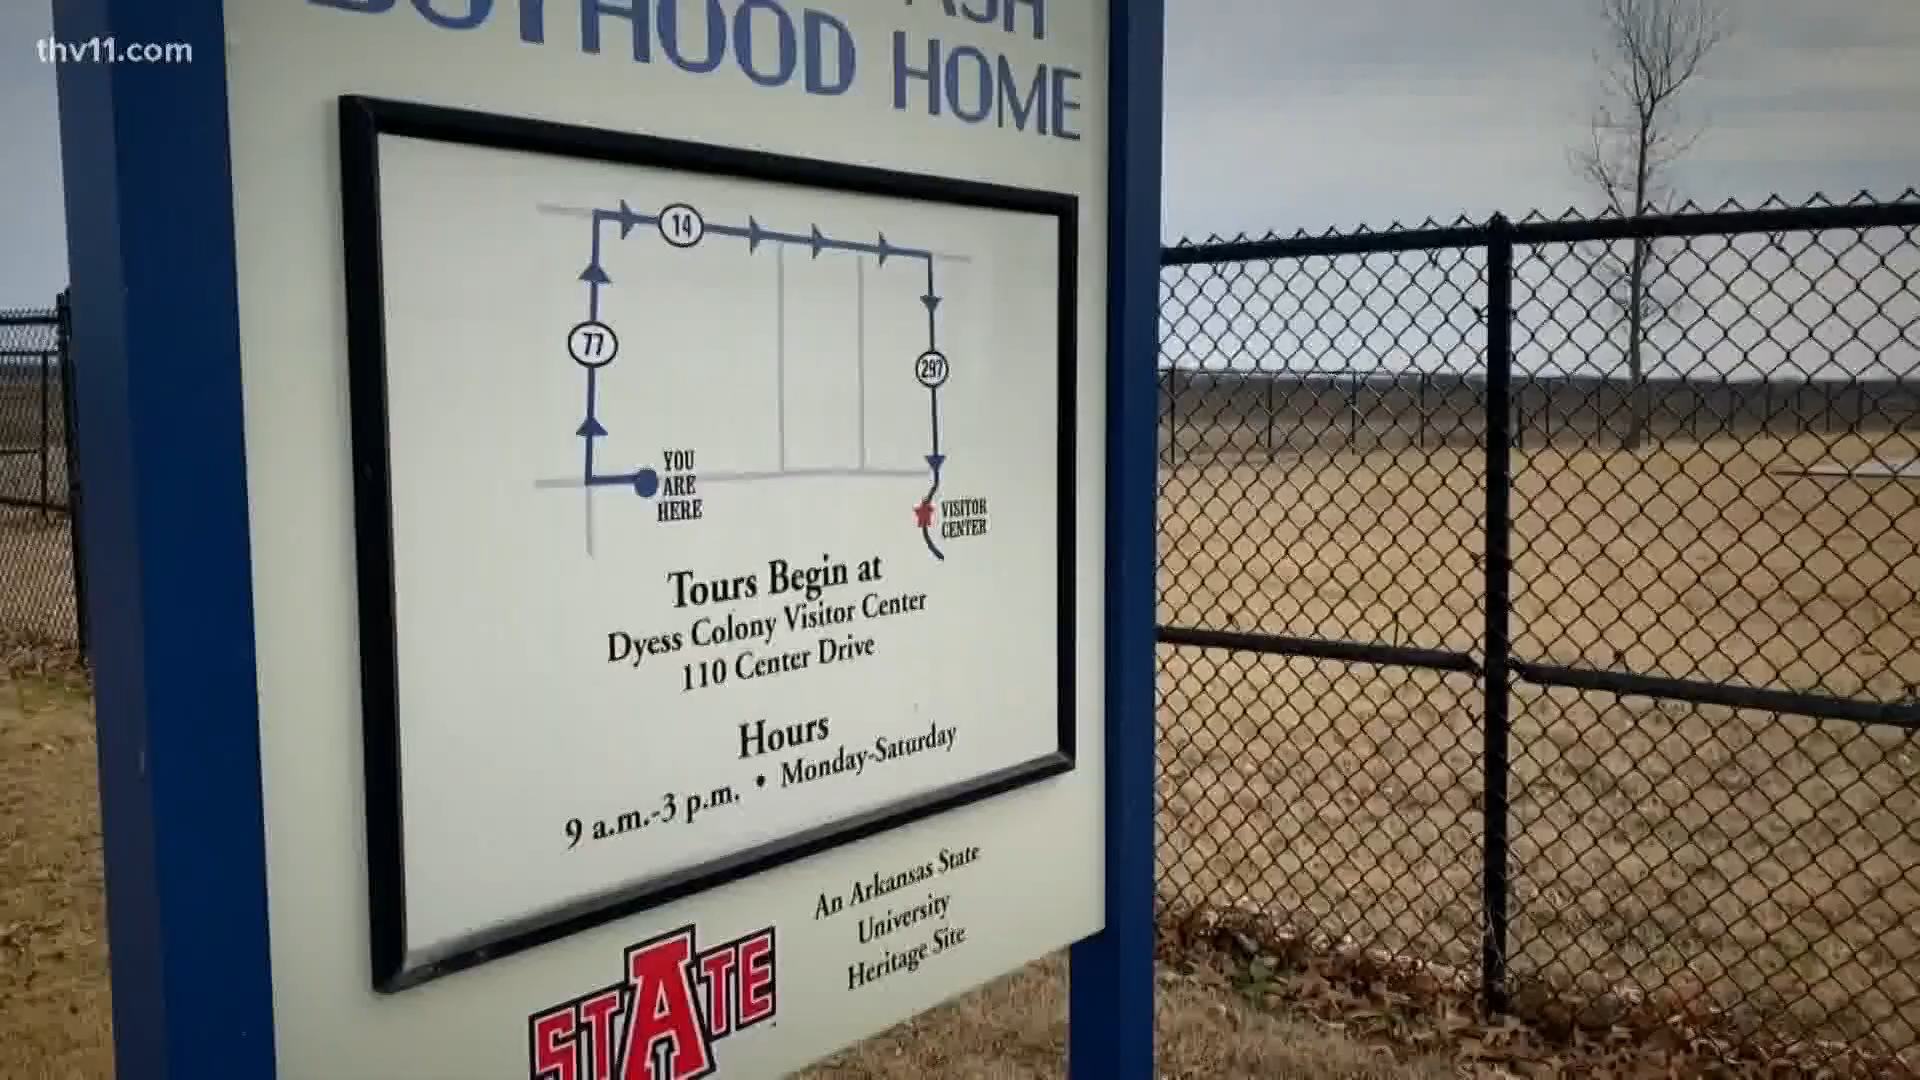 thv11.com
HOME
14
77
297
YOU
ARE
HERE
VISITOR
CENTER
Tours Begin at
Dyess Colony Visitor Center
110 Center Drive
Hours
9 a.m.-3 p.m. • Monday-Saturday
An Arkansas State
University
Heritage Site
STATE